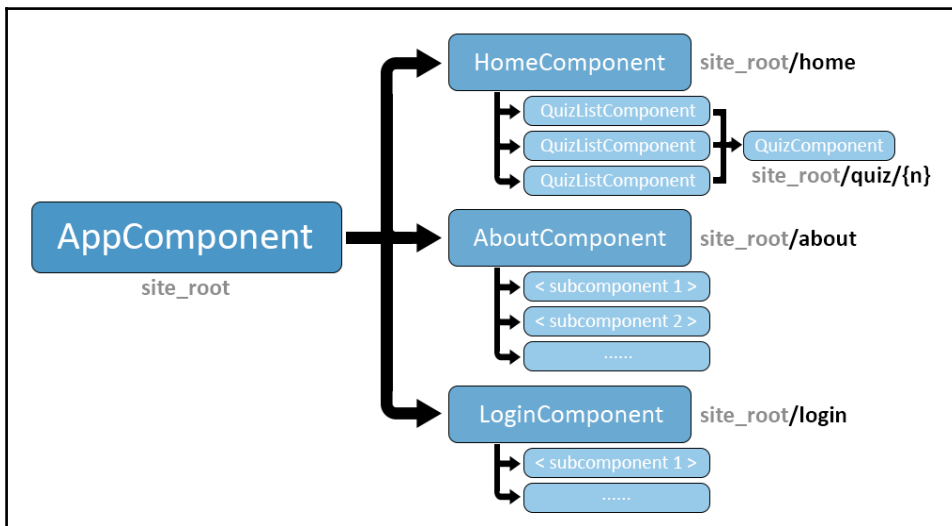 HomeComponent site_root/home
QuizListComponent
QuizListComponent QuizComponent
QuizListComponent site_root/quiz/{n}
AppComponent
site_root
AboutComponent site_root/about
< subcomponent 1 >
< subcomponent 2 >
......
LoginComponent site_root/login
< subcomponent 1 >
......